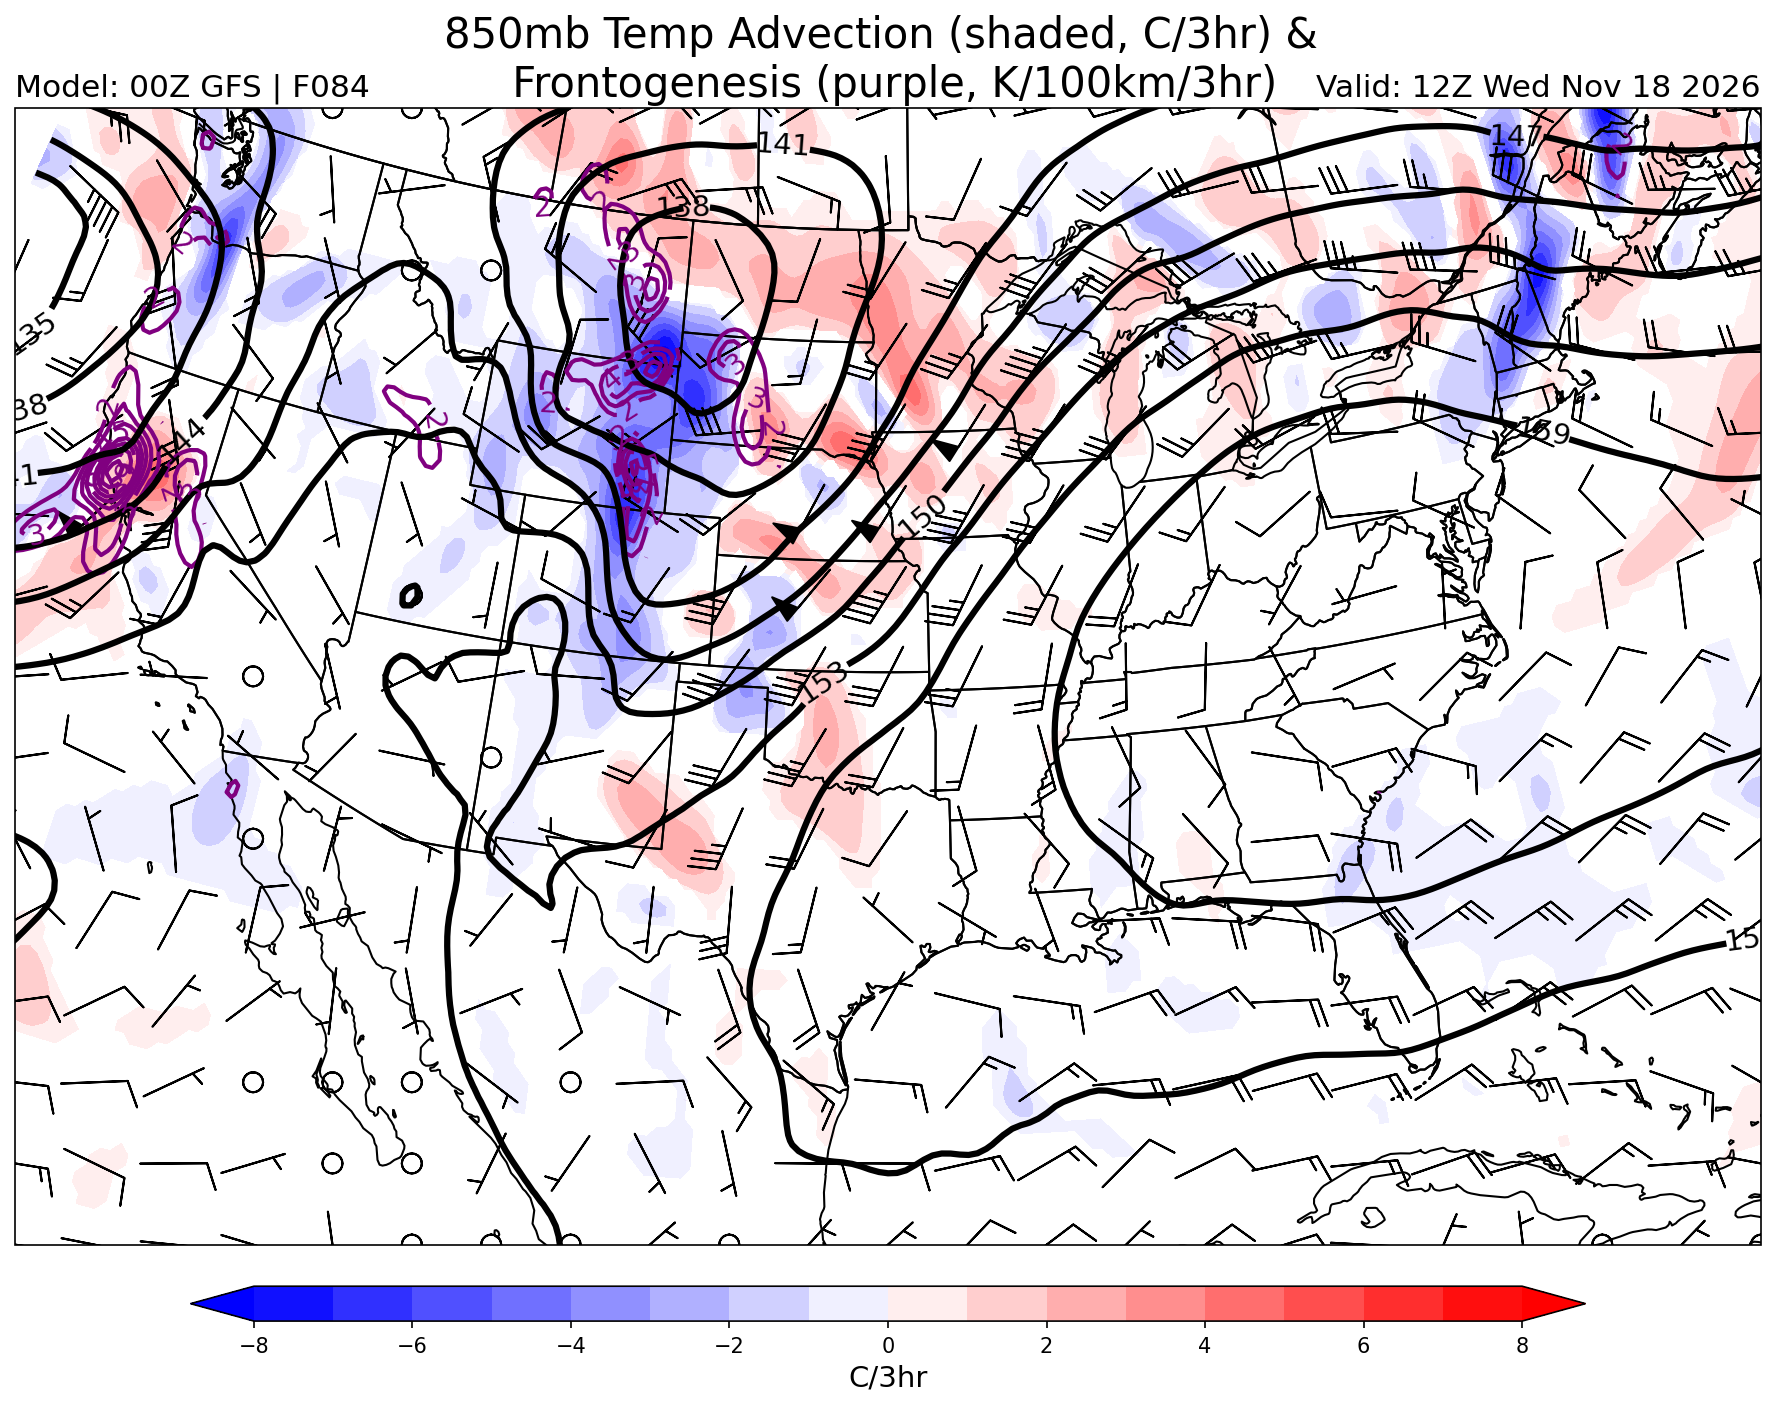 850mb Temp Advection (shaded, C/3hr) &
Frontogenesis (purple, K/100km/3hr)
Model: 00Z GFS | F084
Valid: 12Z Wed Nov 18 2026
141
147
138
135
38
144
159
41
150
153
15
−8 −6 −4 −2 0 2 4 6 8
C/3hr